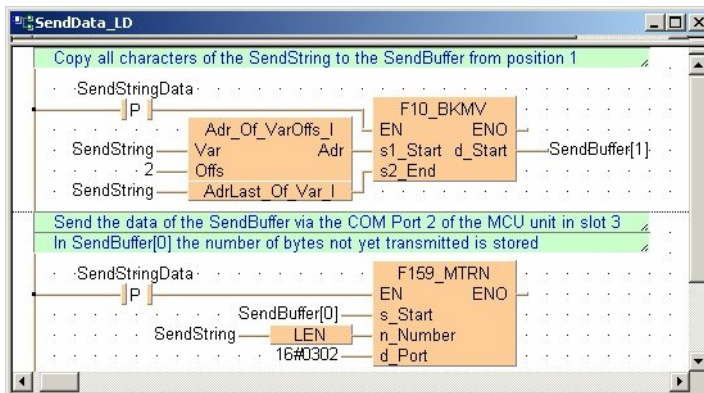 SendData_LD
Copy all characters of the SendString to the SendBuffer from position 1
SendStringData
P
F10_BKMV
Adr_Of_VarOffs_I
EN ENO
SendString Var Adr s1_Start d_Start SendBuffer[1]
2 Offs s2_End
SendString AdrLast_Of_Var_I
Send the data of the SendBuffer via the COM Port 2 of the MCU unit in slot 3
In SendBuffer[0] the number of bytes not yet transmitted is stored
SendStringData F159_MTRN
P EN ENO
SendBuffer[0] s_Start
SendString LEN n_Number
16#0302 d_Port